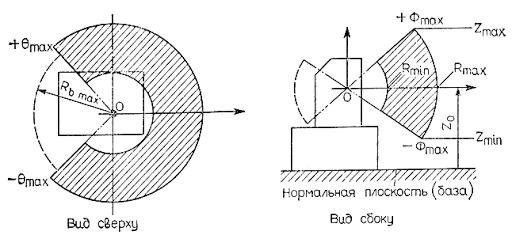 +θmax
Rb max
O
-θmax
Вид сверху
+Φmax
Zmax
Rmin
Rmax
O
Z0
-Φmax
Zmin
Нормальная плоскость (база)
Вид сбоку